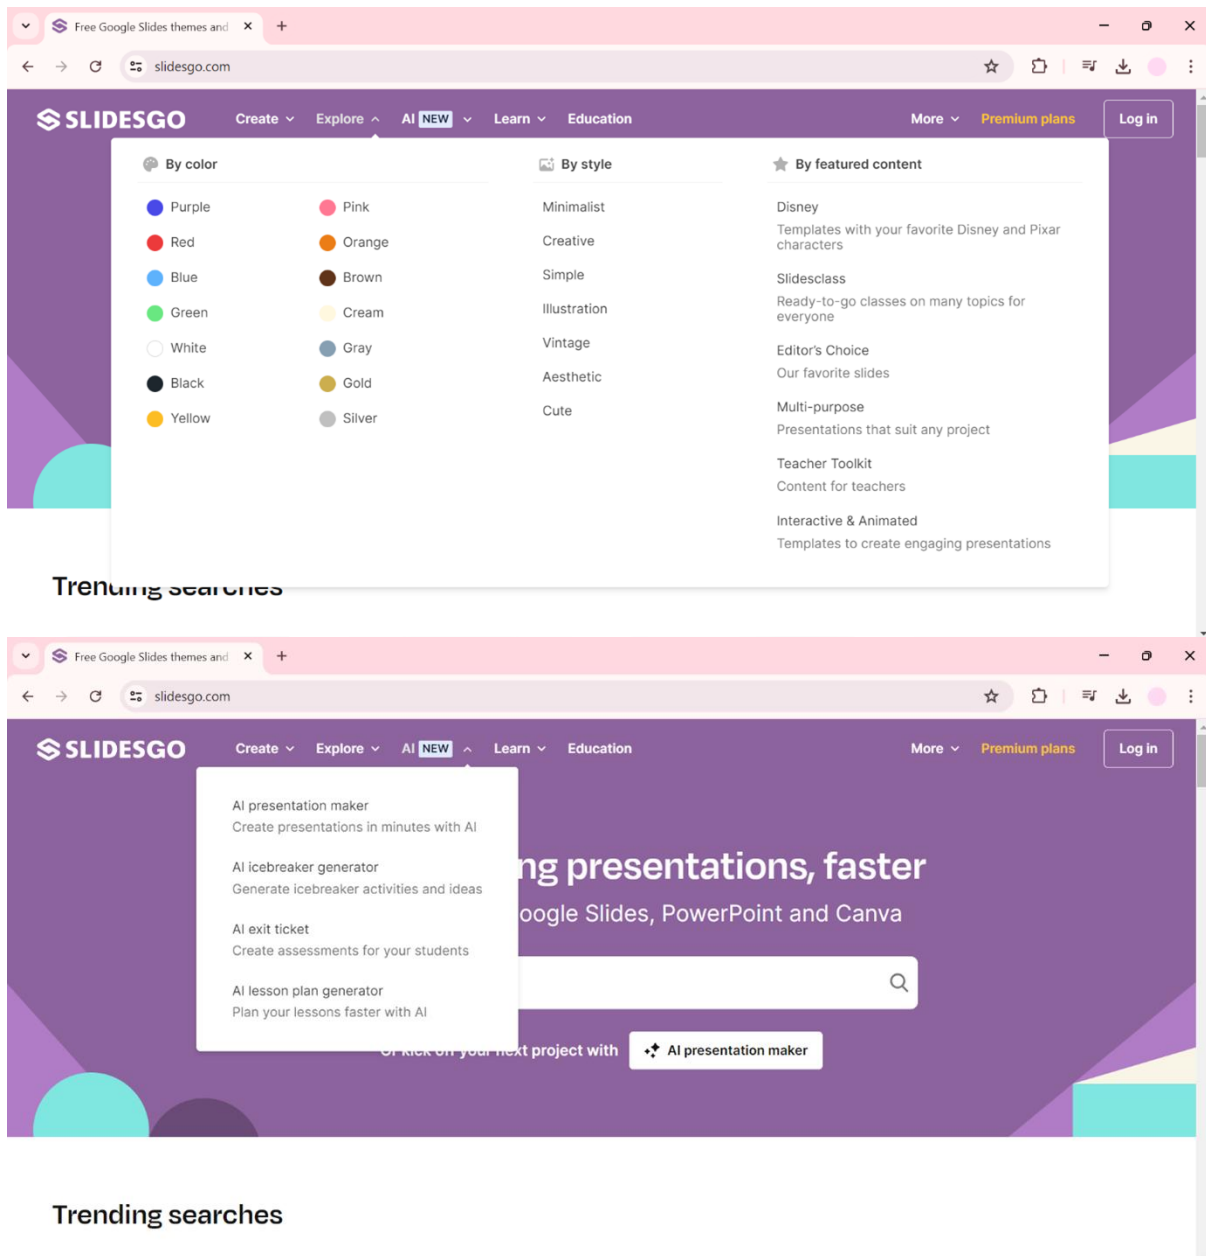 Free Google Slides themes and
slidesgo.com
SLIDESGO Create Explore AI NEW Learn Education More Premium plans Log in
By color
Purple Pink
Red Orange
Blue Brown
Green Cream
White Gray
Black Gold
Yellow Silver
By style
Minimalist
Creative
Simple
Illustration
Vintage
Aesthetic
Cute
By featured content
Disney
Templates with your favorite Disney and Pixar
characters
Slidesclass
Ready-to-go classes on many topics for
everyone
Editor's Choice
Our favorite slides
Multi-purpose
Presentations that suit any project
Teacher Toolkit
Content for teachers
Interactive & Animated
Templates to create engaging presentations
Trending searches
Free Google Slides themes and
slidesgo.com
SLIDESGO Create Explore AI NEW Learn Education More Premium plans Log in
AI presentation maker
Create presentations in minutes with AI
AI icebreaker generator
Generate icebreaker activities and ideas
AI exit ticket
Create assessments for your students
AI lesson plan generator
Plan your lessons faster with AI
ng presentations, faster
oogle Slides, PowerPoint and Canva
Or kick off your next project with AI presentation maker
Trending searches